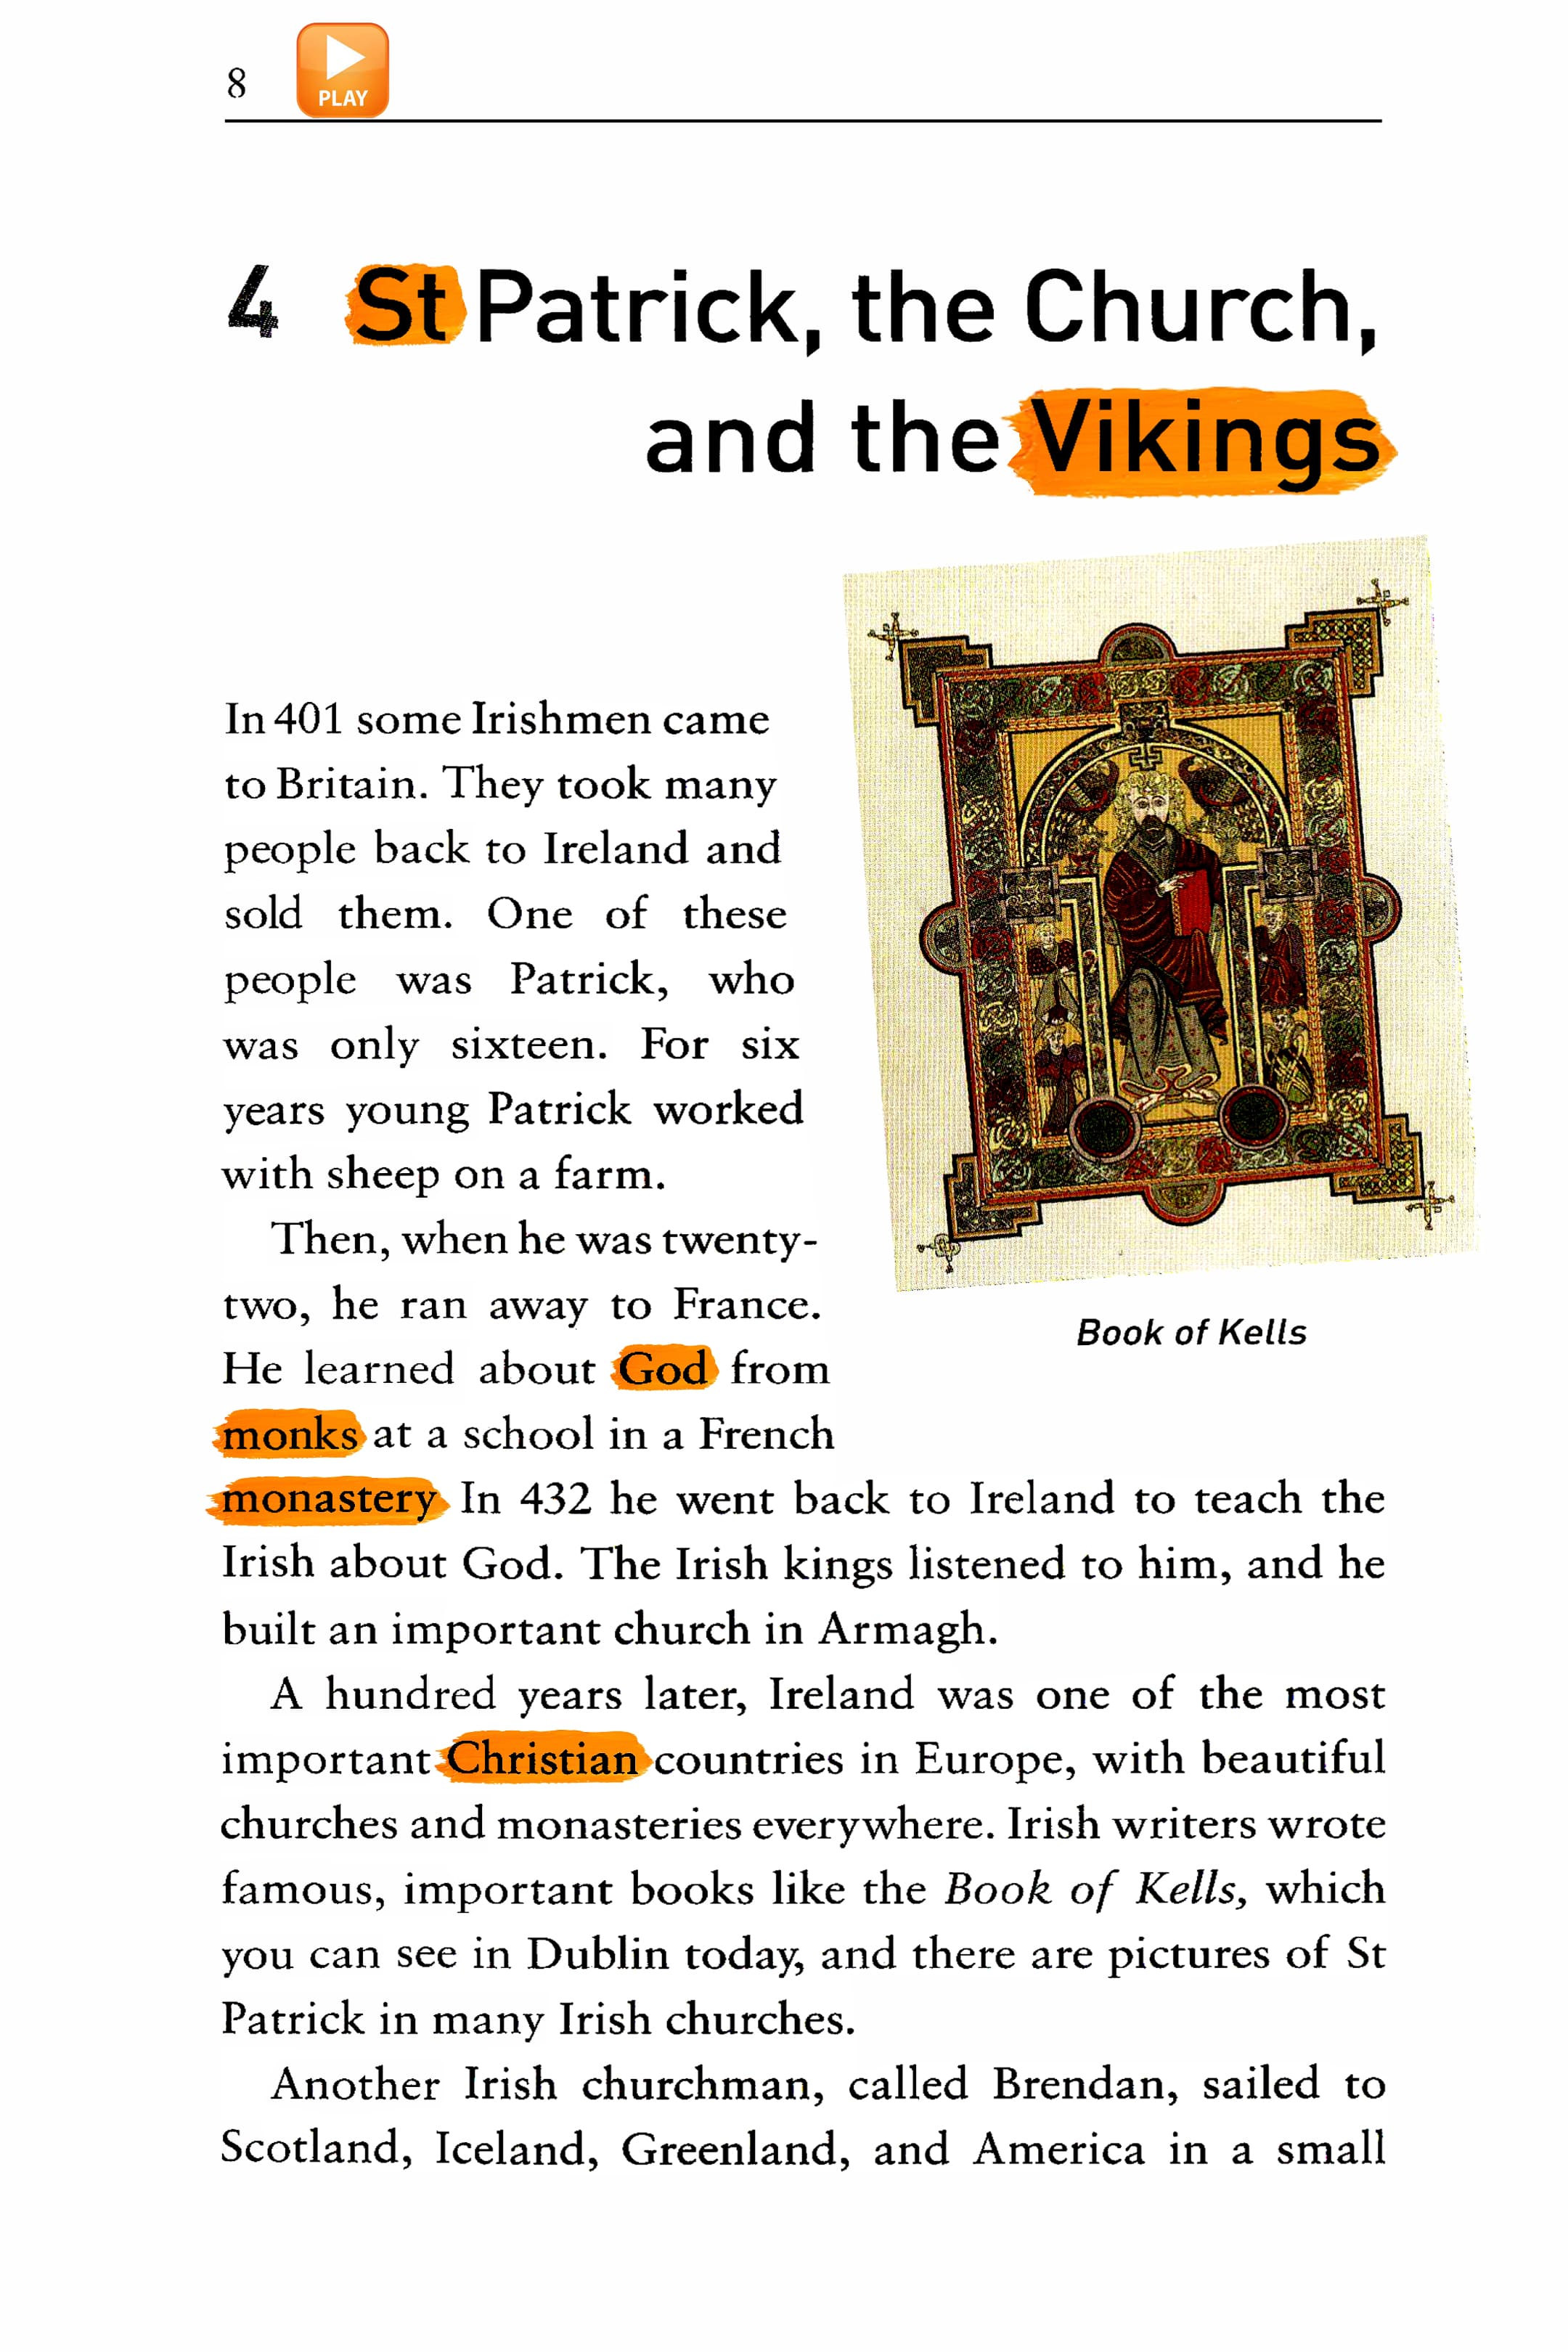 8
PLAY
4 St Patrick, the Church,
and the Vikings
In 401 some Irishmen came
to Britain. They took many
people back to Ireland and
sold them. One of these
people was Patrick, who
was only sixteen. For six
years young Patrick worked
with sheep on a farm.
Then, when he was twenty-
two, he ran away to France.
He learned about God from
monks at a school in a French
monastery. In 432 he went back to Ireland to teach the
Irish about God. The Irish kings listened to him, and he
built an important church in Armagh.
A hundred years later, Ireland was one of the most
important Christian countries in Europe, with beautiful
churches and monasteries everywhere. Irish writers wrote
famous, important books like the Book of Kells, which
you can see in Dublin today, and there are pictures of St
Patrick in many Irish churches.
Another Irish churchman, called Brendan, sailed to
Scotland, Iceland, Greenland, and America in a small
Book of Kells